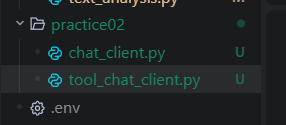 text_analysis.py
practice02
chat_client.py U
tool_chat_client.py U
.env